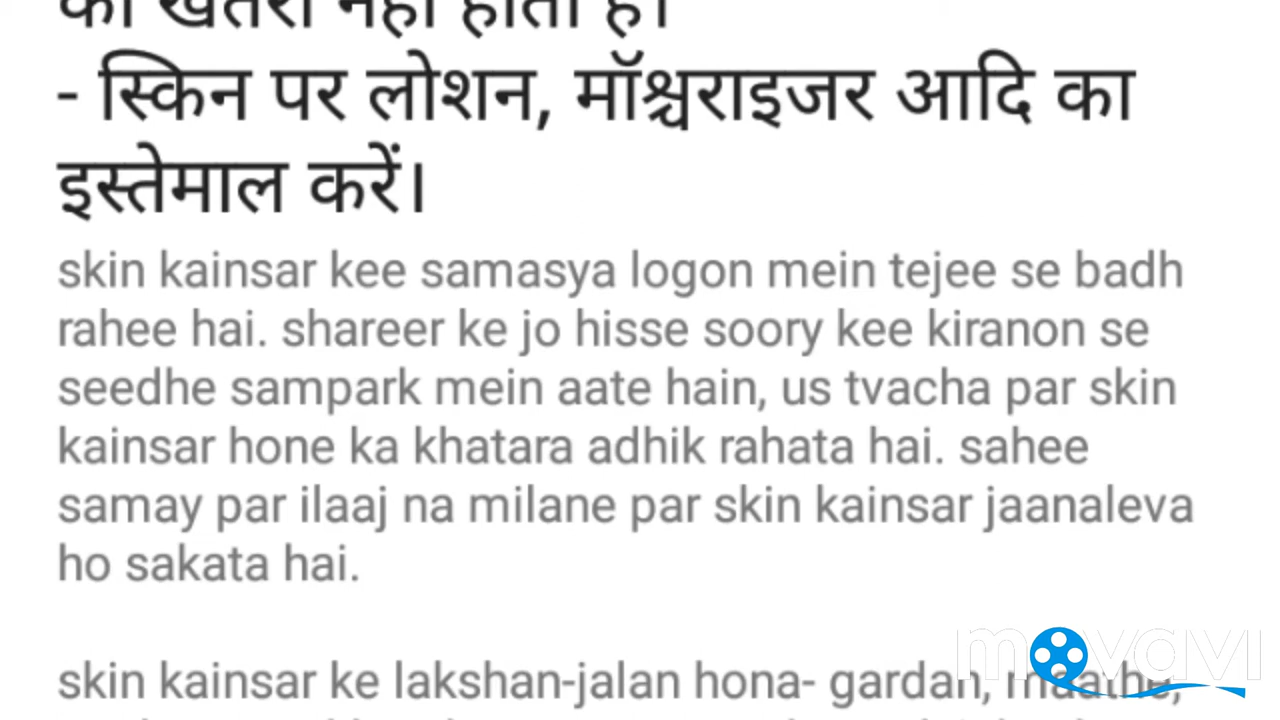 का खतरा नहीं होता है।
- स्किन पर लोशन, मॉश्चराइजर आदि का
इस्तेमाल करें।
skin kainsar kee samasya logon mein tejee se badh
rahee hai. shareer ke jo hisse soory kee kiranon se
seedhe sampark mein aate hain, us tvacha par skin
kainsar hone ka khatara adhik rahata hai. sahee
samay par ilaaj na milane par skin kainsar jaanaleva
ho sakata hai.
skin kainsar ke lakshan-jalan hona- gardan, maathe,
movavi